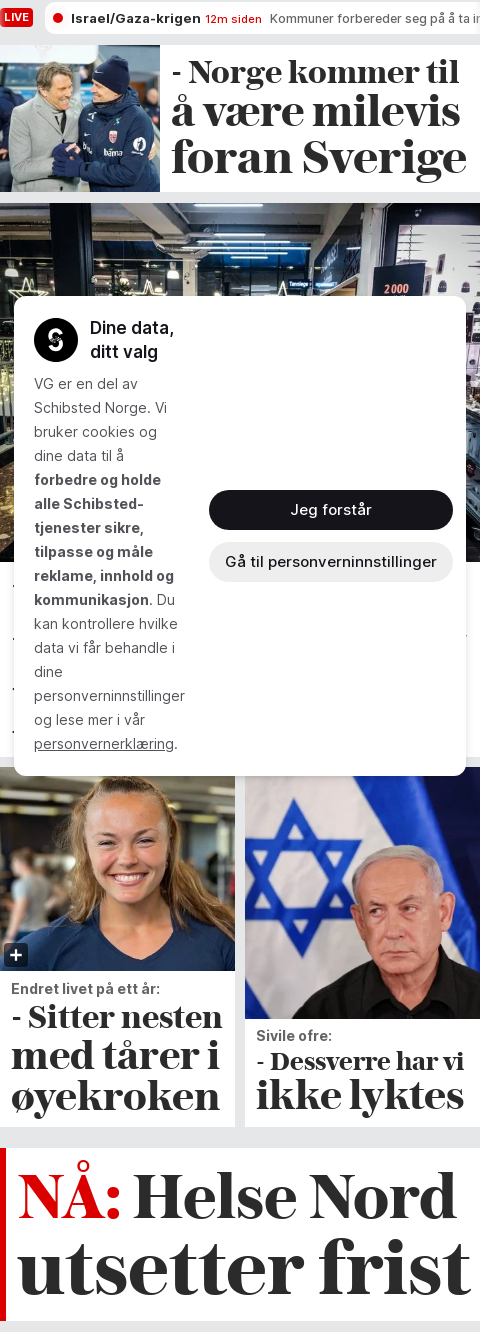 LIVE
Israel/Gaza-krigen 12m siden Kommuner forbereder seg på å ta
- Norge kommer til
å være milevis
foran Sverige
2 000
Dine data,
ditt valg
VG er en del av
Schibsted Norge. Vi
bruker cookies og
dine data til å
forbedre og holde
alle Schibsted-
tjenester sikre,
tilpasse og måle
reklame, innhold og
kommunikasjon. Du
kan kontrollere hvilke
data vi får behandle i
dine
personverninnstillinger
og lese mer i vår
personvernerklæring.
Jeg forstår
Gå til personverninnstillinger
Endret livet på ett år:
- Sitter nesten
med tårer i
øyekroken
Sivile ofre:
- Dessverre har vi
ikke lyktes
NÅ: Helse Nord
utsetter frist